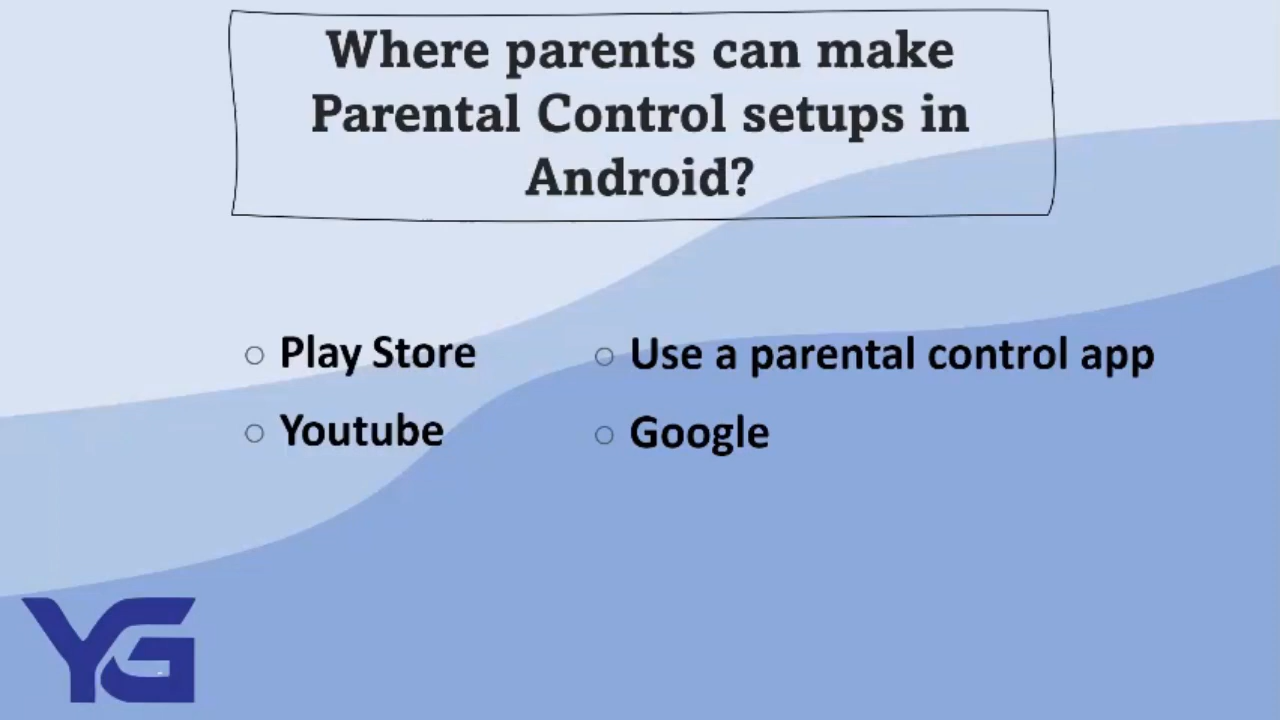 Where parents can make
Parental Control setups in
Android?
○ Play Store
○ Use a parental control app
○ Youtube
○ Google
YG